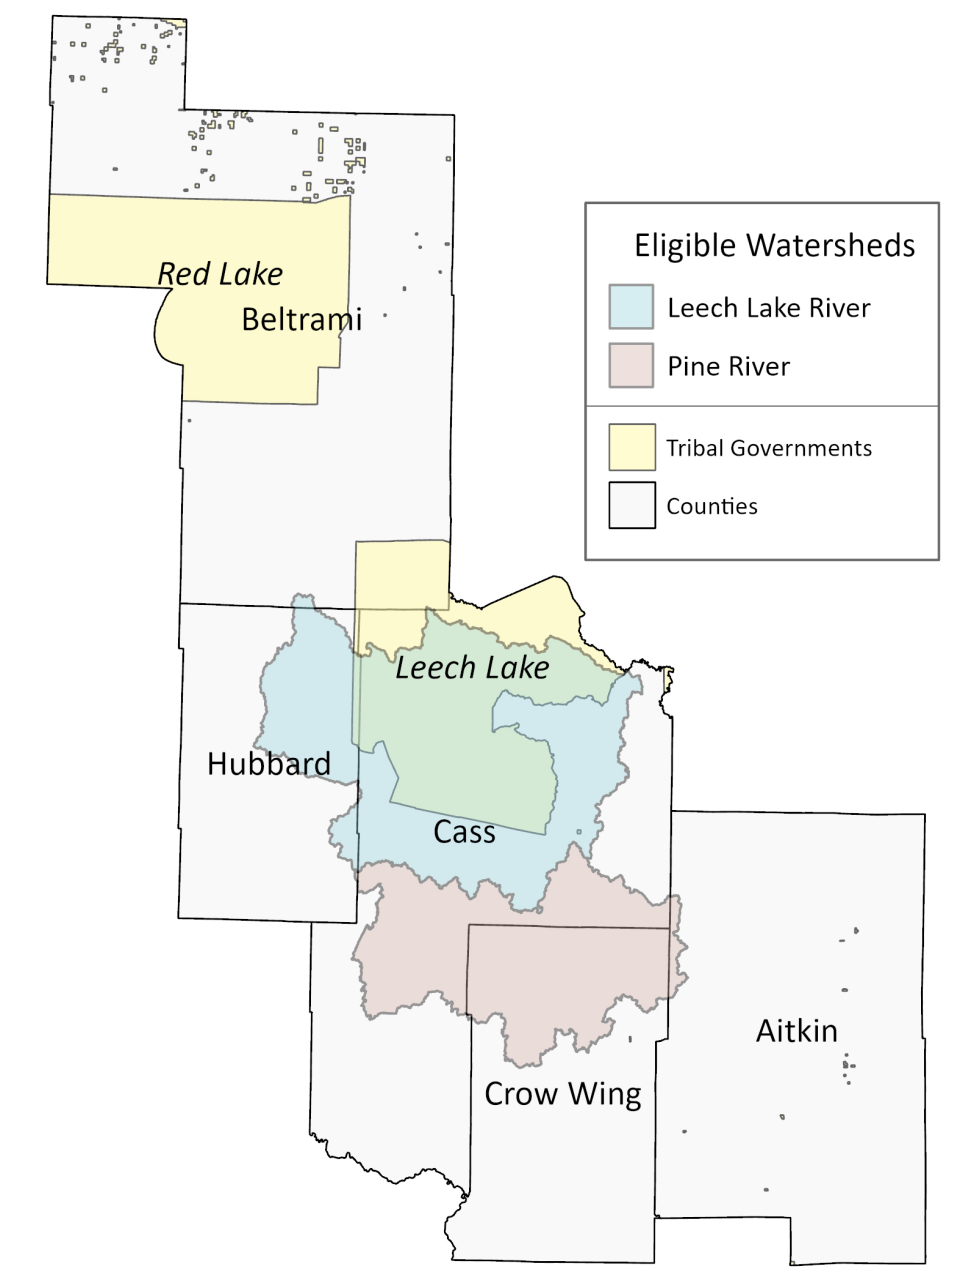 Eligible Watersheds
Leech Lake River
Pine River
Tribal Governments
Counties
Red Lake
Beltrami
Leech Lake
Hubbard
Cass
Aitkin
Crow Wing